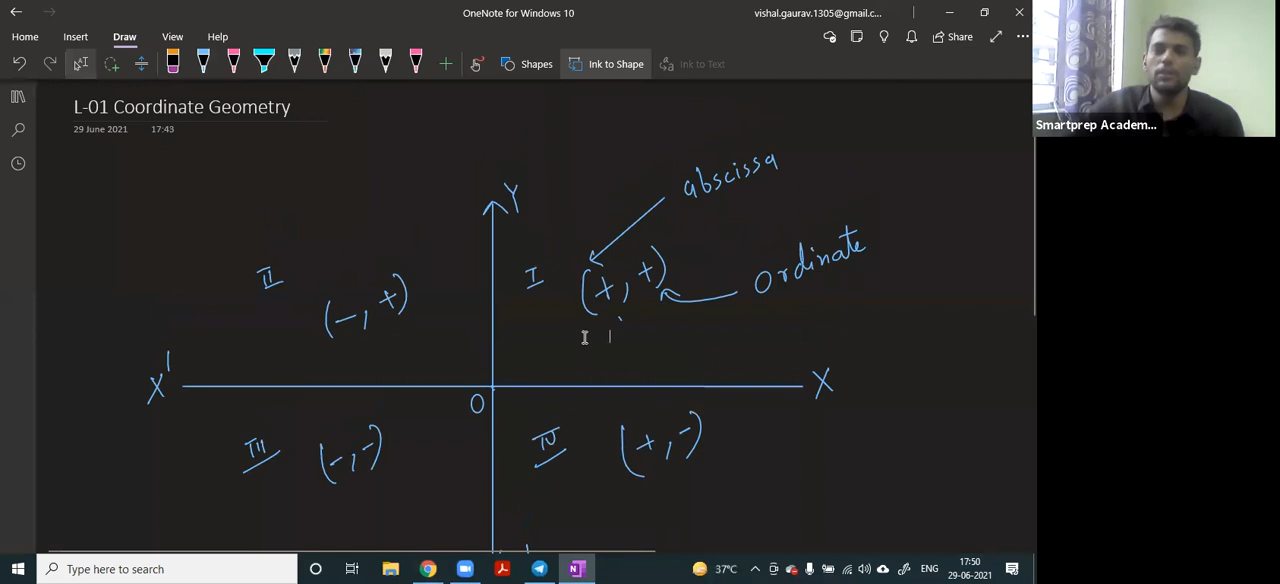 OneNote for Windows 10
vishal.gaurav.1305@gmail.c...
Home Insert Draw View Help
Share
Shapes
Ink to Shape
Ink to Text
Smartprep Academ...
L-01 Coordinate Geometry
29 June 2021 17:43
abscissa
Y
Ordinate
II
(-, +)
I
(+, +)
X'
O
X
III
(-, -)
IV
(+, -)
Type here to search
37°C
ENG
17:50
29-06-2021